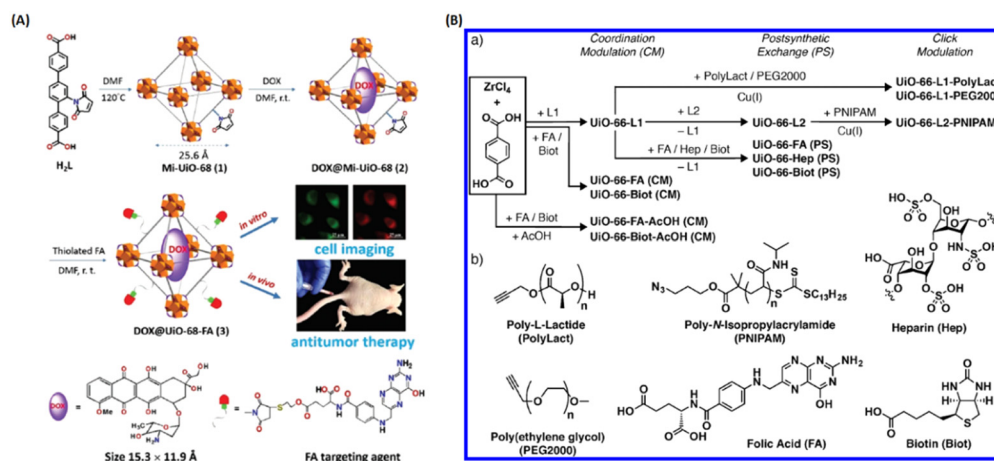 (A)
OH
O
DMF
120°C
H₂L
25.6 Å
Mi-UiO-68 (1)
DOX
DMF, r.t.
DOX
DOX@Mi-UiO-68 (2)
Thiolated FA
DMF, r. t.
DOX
DOX@UiO-68-FA (3)
in vitro
cell imaging
in vivo
antitumor therapy
DOX
=
Size 15.3 × 11.9 Å
=
FA targeting agent
(B)
a)
Coordination
Modulation (CM)
Postsynthetic
Exchange (PS)
Click
Modulation
ZrCl₄
+
O OH
HO O
+ L1
UiO-66-L1
+ PolyLact / PEG2000
Cu(I)
UiO-66-L1-PolyLac
UiO-66-L1-PEG200
+ L2
– L1
UiO-66-L2
+ PNIPAM
Cu(I)
UiO-66-L2-PNIPAM
+ FA / Hep / Biot
– L1
UiO-66-FA (PS)
UiO-66-Hep (PS)
UiO-66-Biot (PS)
+ FA /
Biot
UiO-66-FA (CM)
UiO-66-Biot (CM)
+ FA / Biot
+ AcOH
UiO-66-FA-AcOH (CM)
UiO-66-Biot-AcOH (CM)
b)
Poly-L-Lactide
(PolyLact)
Poly-N-Isopropylacrylamide
(PNIPAM)
Heparin (Hep)
Poly(ethylene glycol)
(PEG2000)
Folic Acid (FA)
Biotin (Biot)